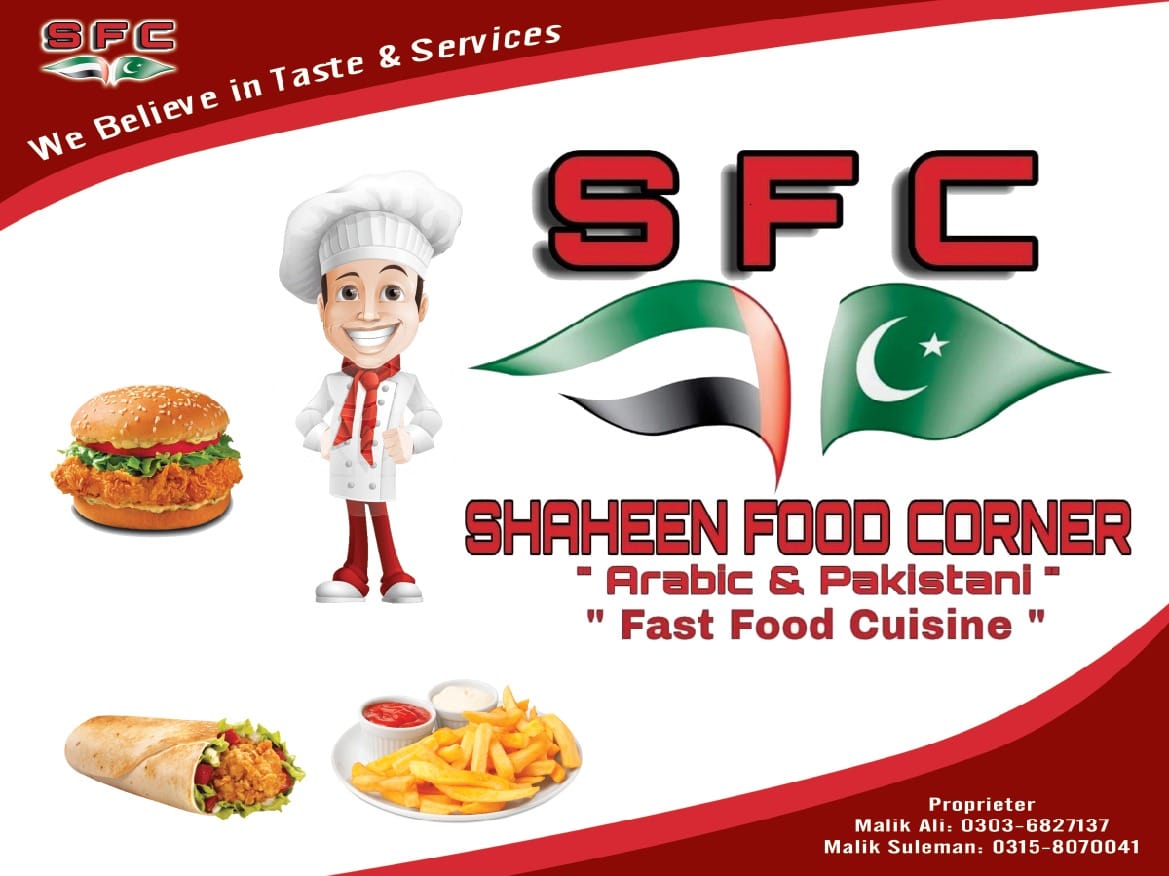 SFC
We Believe in Taste & Services
SFC
SHAHEEN FOOD CORNER
" Arabic & Pakistani "
" Fast Food Cuisine "
Proprieter
Malik Ali: 0303-6827137
Malik Suleman: 0315-8070041